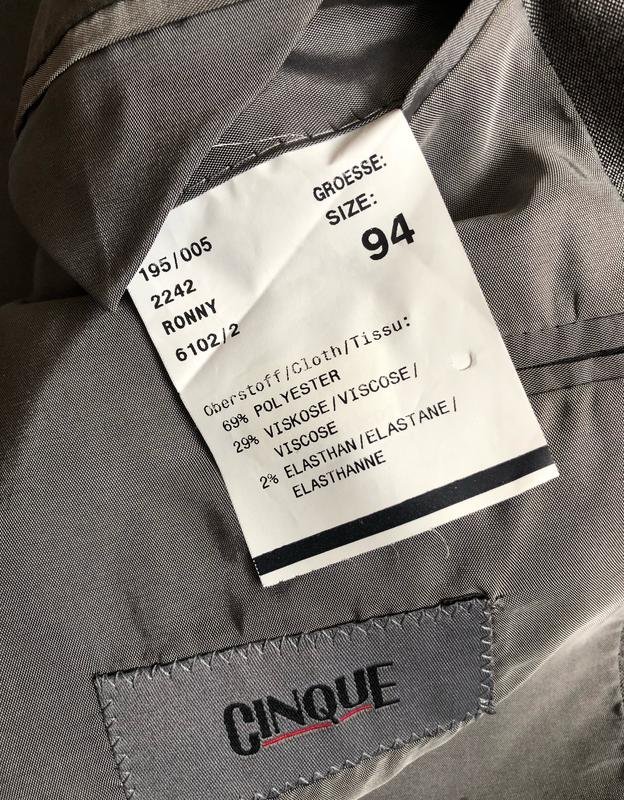 GROESSE:
SIZE:
94
195/005
2242
RONNY
6102/2
Oberstoff/Cloth/Tissu:
69% POLYESTER
29% VISKOSE/VISCOSE/
VISCOSE
2% ELASTHAN/ELASTANE/
ELASTHANNE
CINQUE